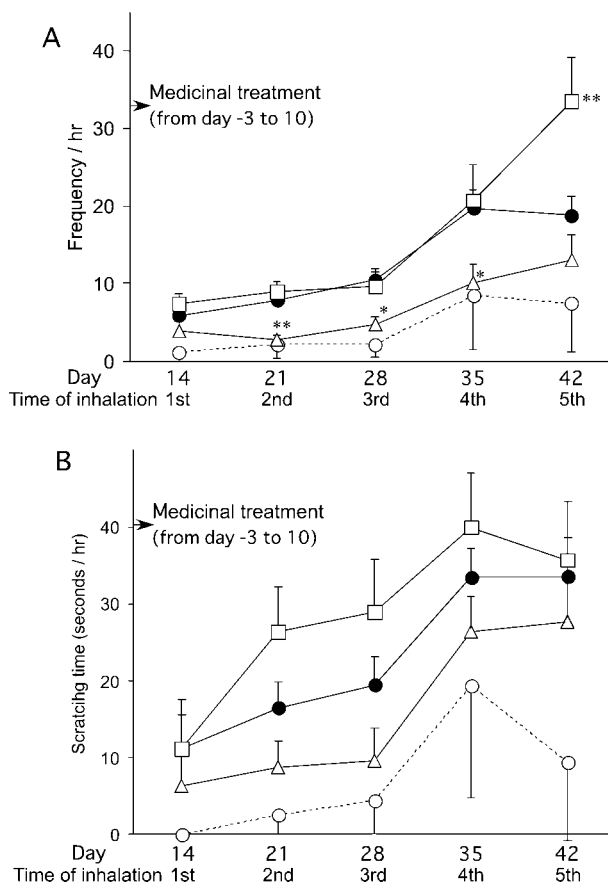 A
40
Medicinal treatment
(from day -3 to 10)
30
**
Frequency / hr
20
10
**
*
*
0
Day 14 21 28 35 42
Time of inhalation 1st 2nd 3rd 4th 5th
B
Medicinal treatment
40
(from day -3 to 10)
30
Scratcihg time (seconds / hr)
20
10
0
Day 14 21 28 35 42
Time of inhalation 1st 2nd 3rd 4th 5th